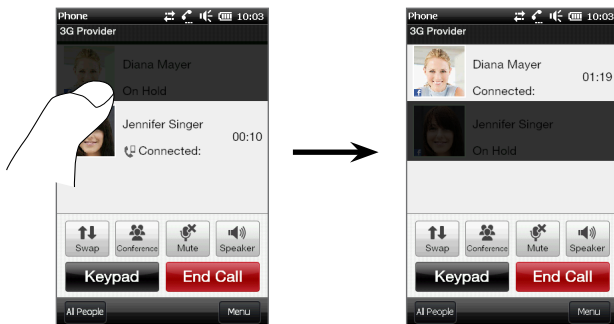 Phone 10:03
3G Provider
Diana Mayer
On Hold
Jennifer Singer
00:10
Connected:
Swap Conference Mute Speaker
Keypad End Call
All People Menu
Phone 10:03
3G Provider
Diana Mayer
01:19
Connected:
Jennifer Singer
On Hold
Swap Conference Mute Speaker
Keypad End Call
All People Menu